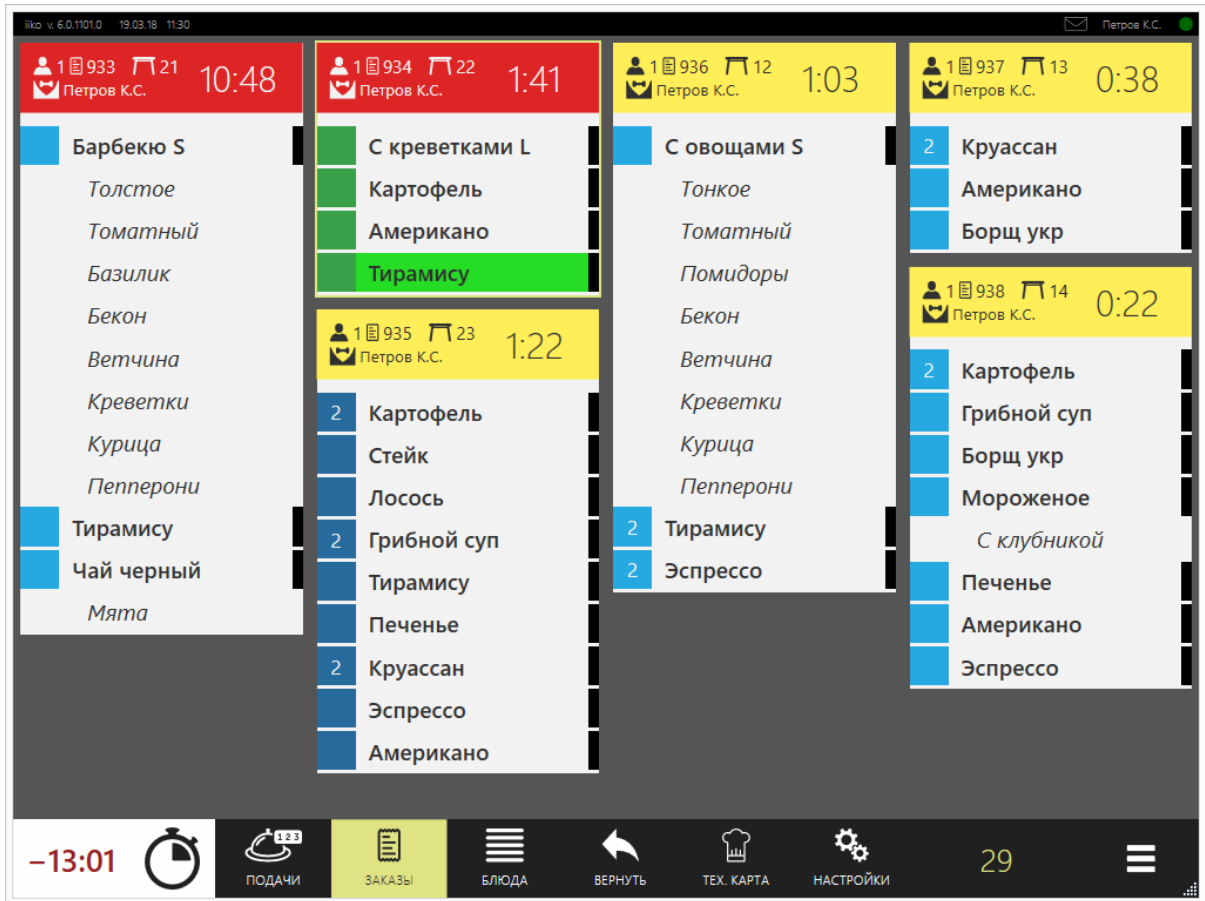 iiko v. 6.0.1101.0 19.03.18 11:30 Петров К.С.
1 933 21 10:48
Петров К.С.
Барбекю S
Толстое
Томатный
Базилик
Бекон
Ветчина
Креветки
Курица
Пепперони
Тирамису
Чай черный
Мята
1 934 22 1:41
Петров К.С.
С креветками L
Картофель
Американо
Тирамису
1 935 23 1:22
Петров К.С.
2 Картофель
Стейк
Лосось
2 Грибной суп
Тирамису
Печенье
2 Круассан
Эспрессо
Американо
1 936 12 1:03
Петров К.С.
С овощами S
Тонкое
Томатный
Помидоры
Бекон
Ветчина
Креветки
Курица
Пепперони
2 Тирамису
2 Эспрессо
1 937 13 0:38
Петров К.С.
2 Круассан
Американо
Борщ укр
1 938 14 0:22
Петров К.С.
2 Картофель
Грибной суп
Борщ укр
Мороженое
С клубникой
Печенье
Американо
Эспрессо
–13:01
123
ПОДАЧИ
ЗАКАЗЫ
БЛЮДА
ВЕРНУТЬ
ТЕХ. КАРТА
НАСТРОЙКИ
29